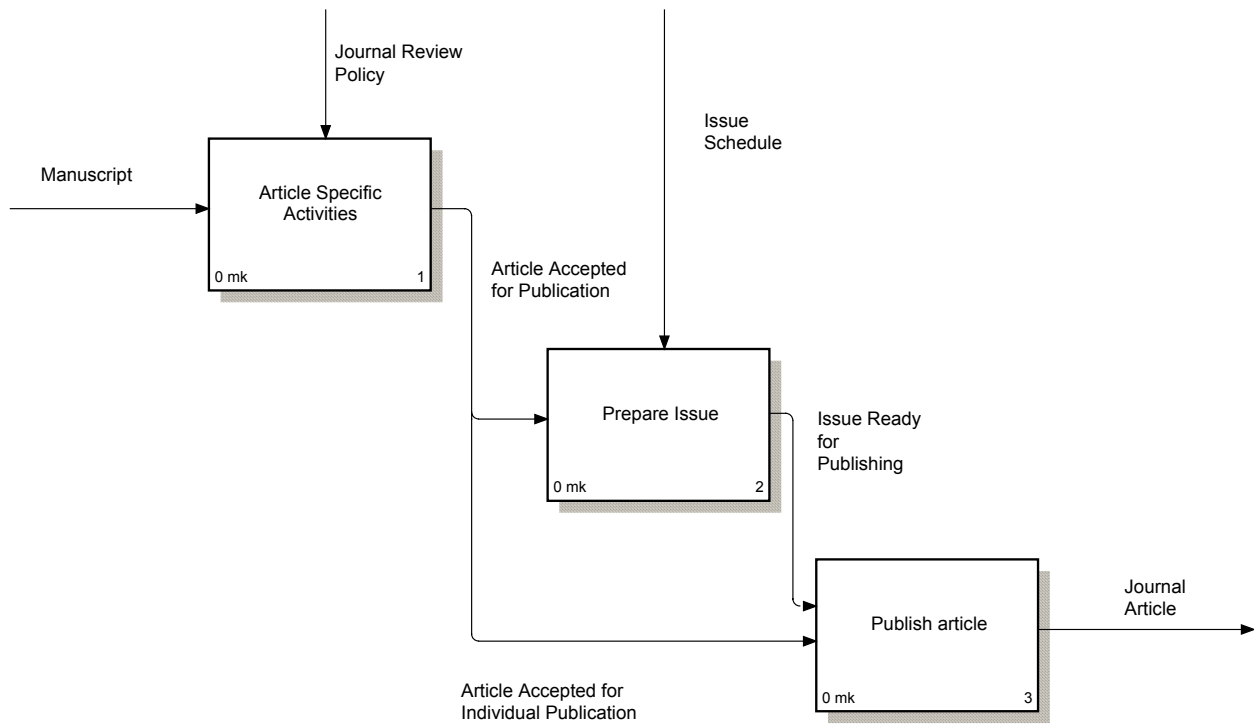 Journal Review
Policy
Issue
Schedule
Manuscript
Article Specific
Activities
0 mk
1
Article Accepted
for Publication
Prepare Issue
0 mk
2
Issue Ready
for
Publishing
Journal
Article
Publish article
0 mk
3
Article Accepted for
Individual Publication